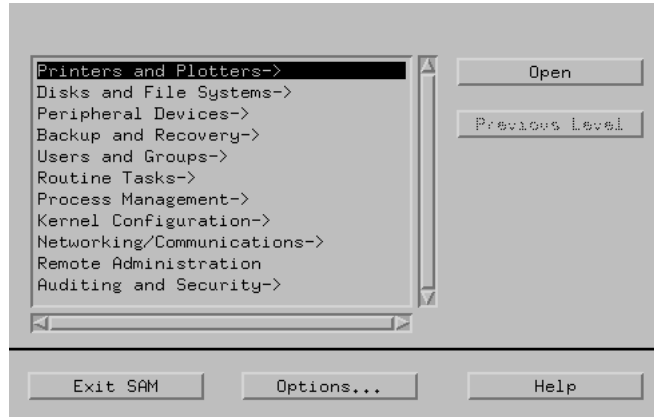 Printers and Plotters->
Open
Disks and File Systems->
Peripheral Devices->
Previous Level
Backup and Recovery->
Users and Groups->
Routine Tasks->
Process Management->
Kernel Configuration->
Networking/Communications->
Remote Administration
Auditing and Security->
Exit SAM
Options...
Help